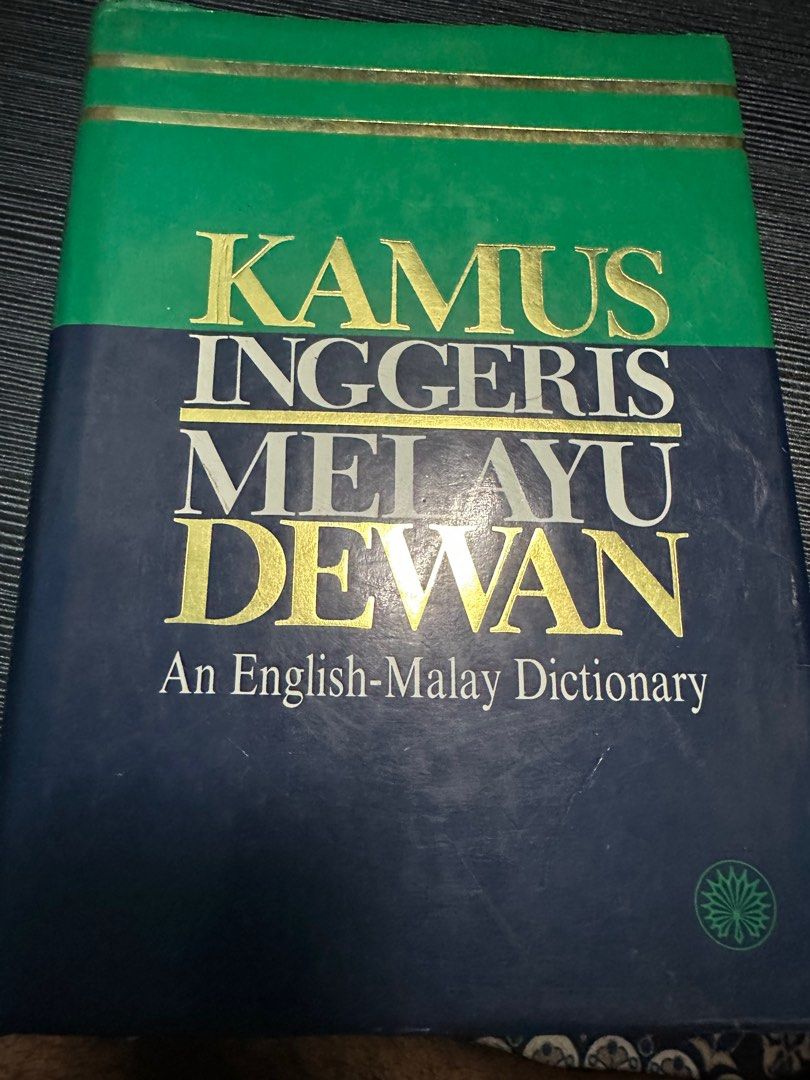 KAMUS
INGGERIS
MELAYU
DEWAN
An English-Malay Dictionary